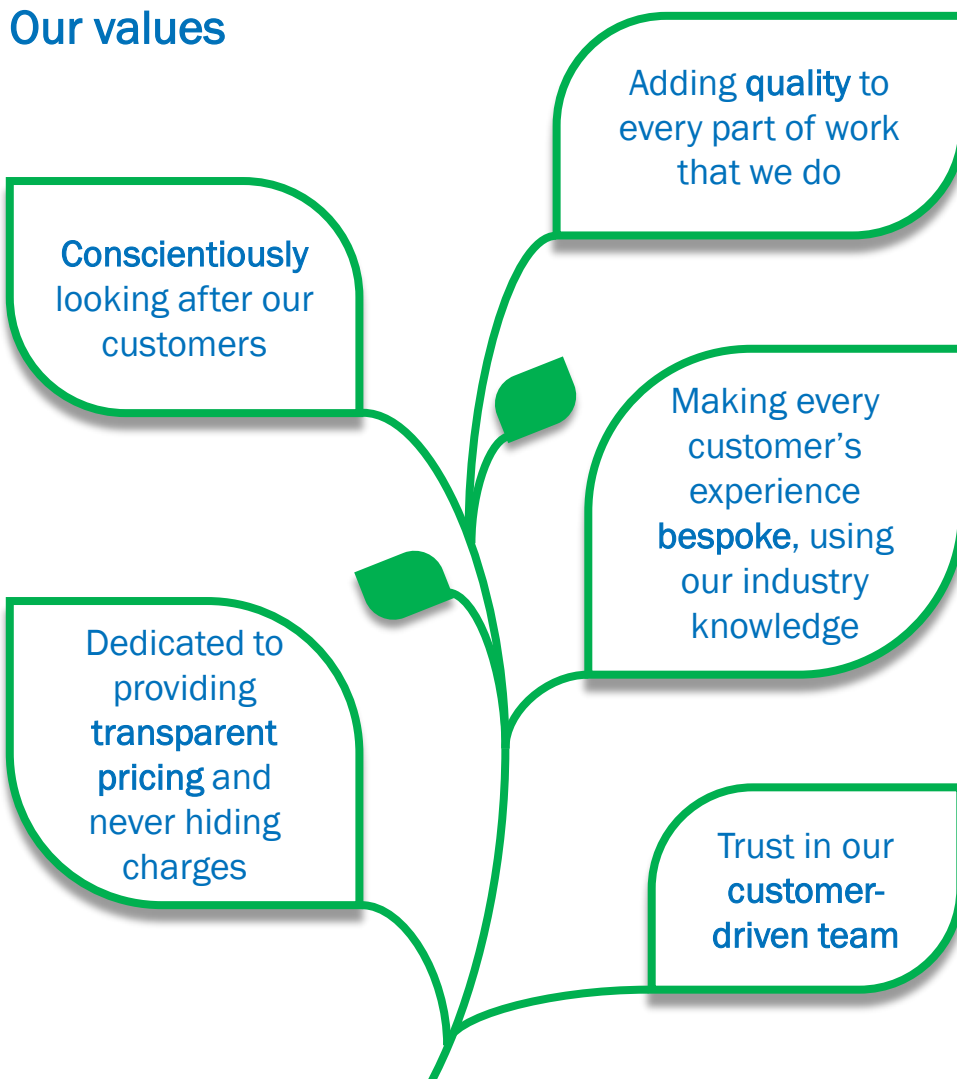 Our values
Adding quality to
every part of work
that we do
Conscientiously
looking after our
customers
Making every
customer’s
experience
bespoke, using
our industry
knowledge
Dedicated to
providing
transparent
pricing and
never hiding
charges
Trust in our
customer-
driven team